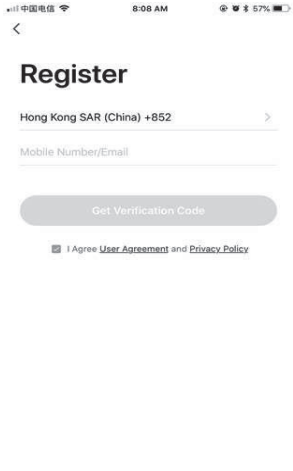 中国电信 8:08 AM 57%
Register
Hong Kong SAR (China) +852
Mobile Number/Email
Get Verification Code
I Agree User Agreement and Privacy Policy